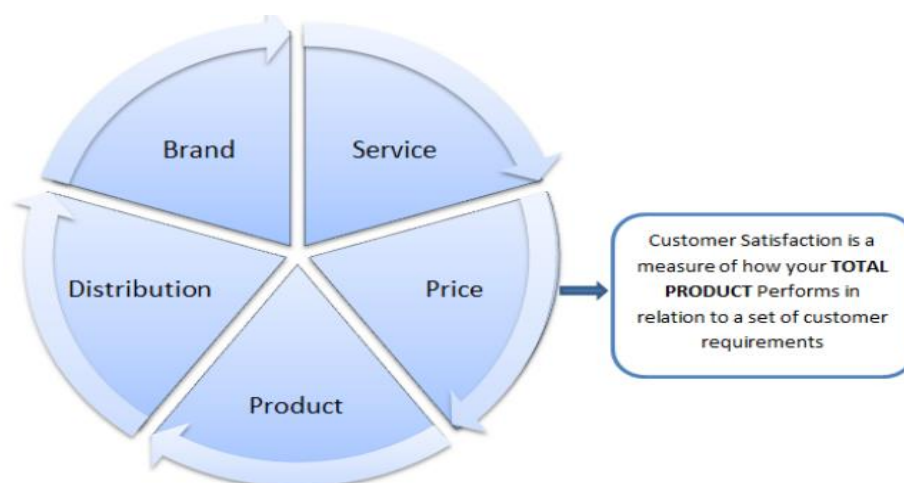 Brand
Service
Distribution
Price
Product
Customer Satisfaction is a
measure of how your TOTAL
PRODUCT Performs in
relation to a set of customer
requirements